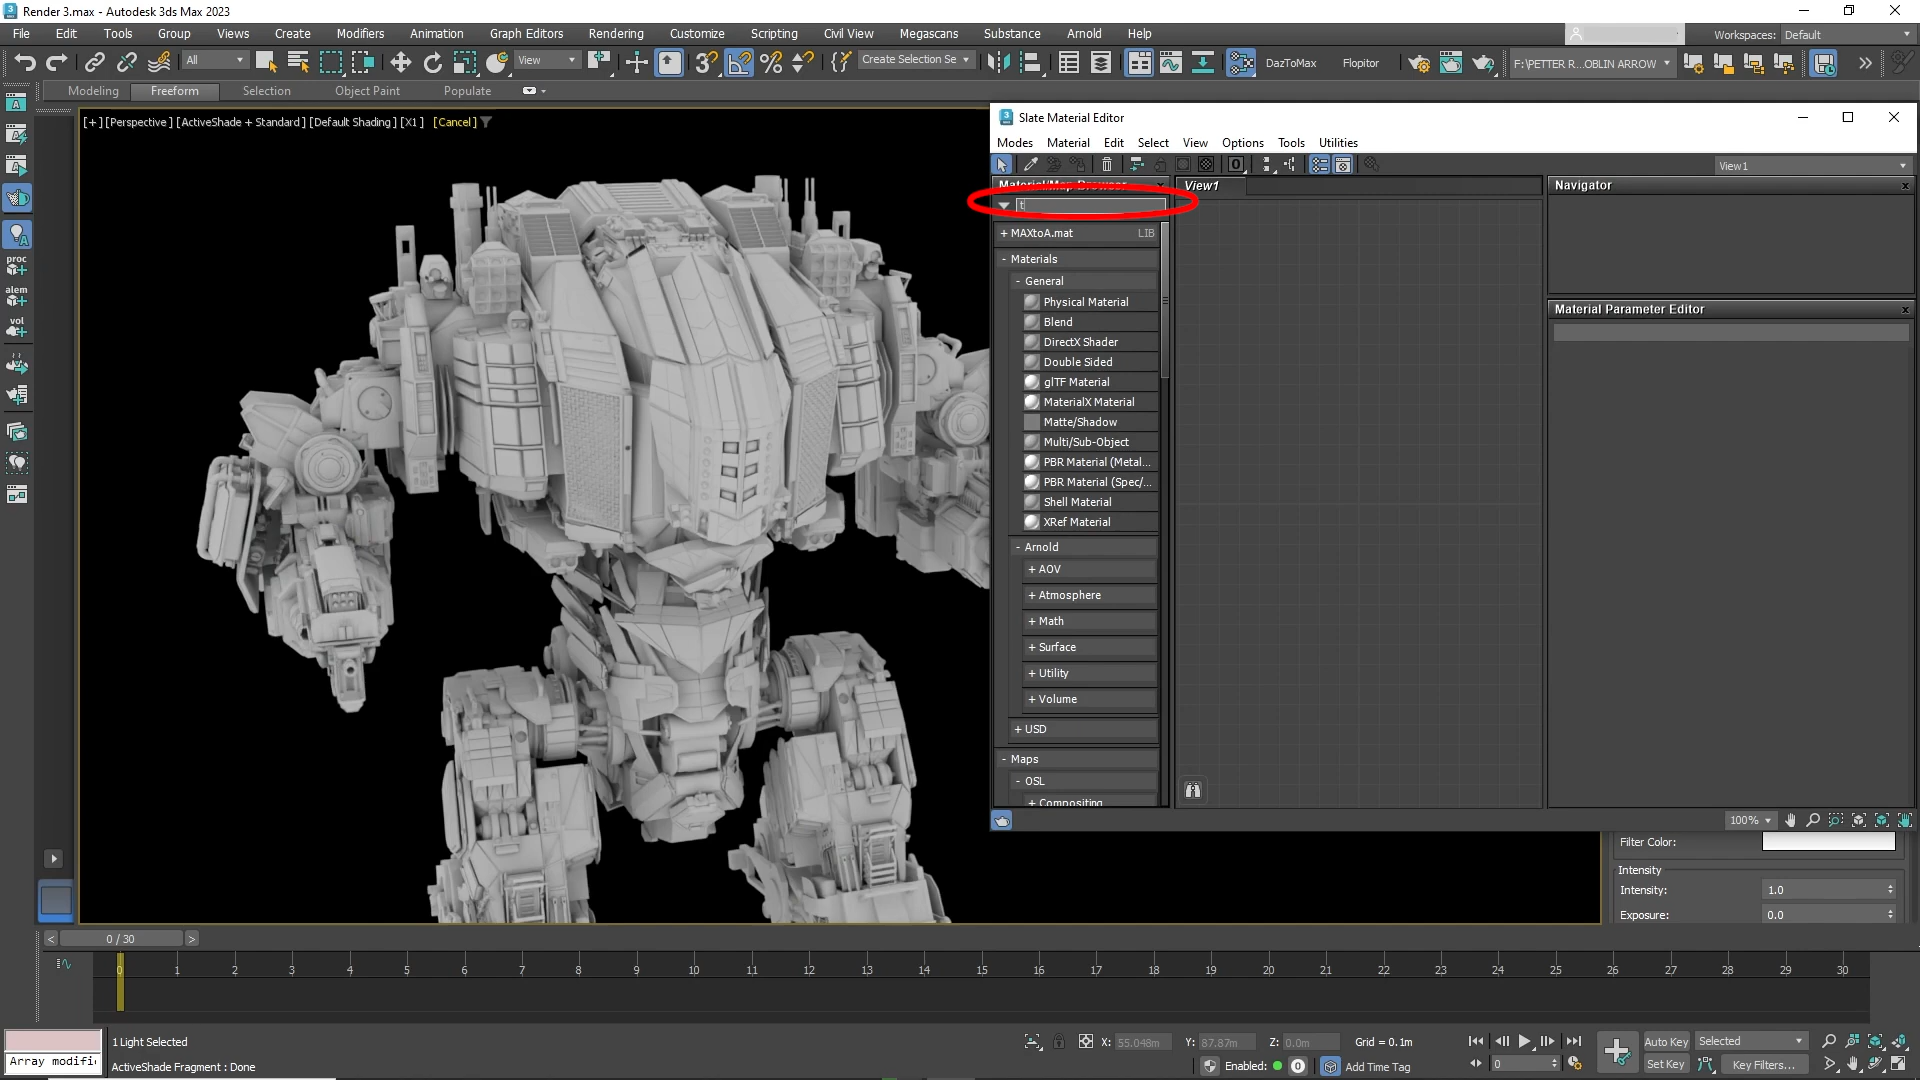 Render 3.max - Autodesk 3ds Max 2023
File Edit Tools Group Views Create Modifiers Animation Graph Editors Rendering Customize Scripting Civil View Megascans Substance Arnold Help
Workspaces: Default
All View Create Selection Se DazToMax Flopitor F:\PETTER R...OBLIN ARROW
Modeling Freeform Selection Object Paint Populate
[+] [Perspective ] [ActiveShade + Standard ] [Default Shading ] [X1 ] [Cancel ]
proc
alem
vol
Slate Material Editor
Modes Material Edit Select View Options Tools Utilities
View1
Material/Map Browser
View1
Navigator
t
+ MAXtoA.mat LIB
- Materials
- General
Physical Material
Blend
DirectX Shader
Double Sided
glTF Material
MaterialX Material
Matte/Shadow
Multi/Sub-Object
PBR Material (Metal...
PBR Material (Spec/...
Shell Material
XRef Material
- Arnold
+ AOV
+ Atmosphere
+ Math
+ Surface
+ Utility
+ Volume
+ USD
- Maps
- OSL
+ Compositing
Material Parameter Editor
100%
Filter Color:
Intensity
Intensity: 1.0
Exposure: 0.0
< 0 / 30 >
0 1 2 3 4 5 6 7 8 9 10 11 12 13 14 15 16 17 18 19 20 21 22 23 24 25 26 27 28 29 30
1 Light Selected
X: 55.048m Y: 87.87m Z: 0.0m Grid = 0.1m
Auto Key Selected
Array modifi
ActiveShade Fragment : Done
Enabled: 0 Add Time Tag
0
Set Key Key Filters...